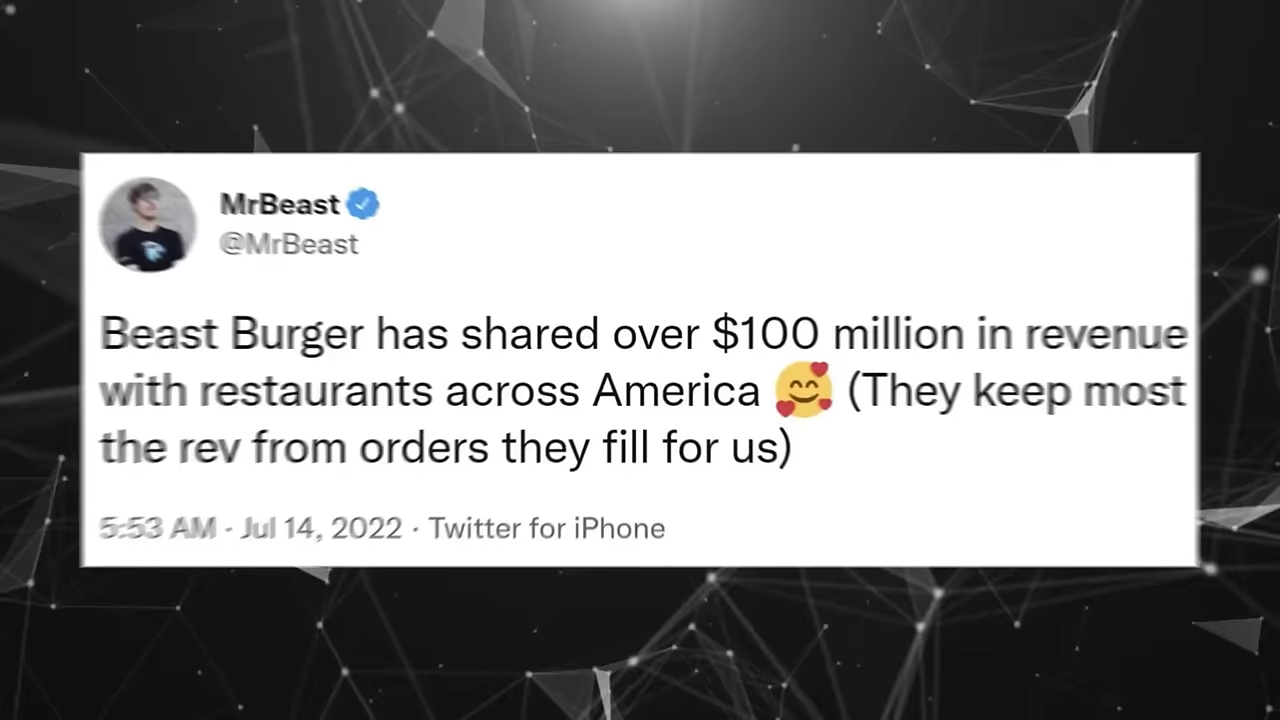 MrBeast
@MrBeast
Beast Burger has shared over $100 million in revenue
with restaurants across America 🥰 (They keep most
the rev from orders they fill for us)
5:53 AM · Jul 14, 2022 · Twitter for iPhone